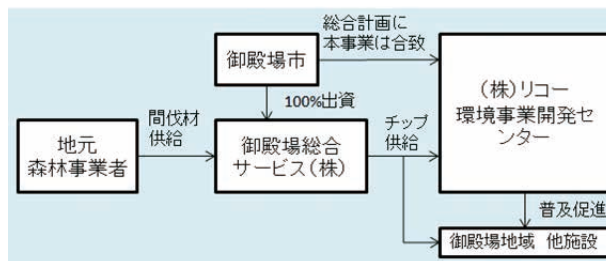 総合計画に
本事業は合致
御殿場市
(株)リコー
環境事業開発セ
ンター
100%出資
間伐材
供給
チップ
供給
地元
森林事業者
御殿場総合
サービス(株)
普及促進
御殿場地域 他施設